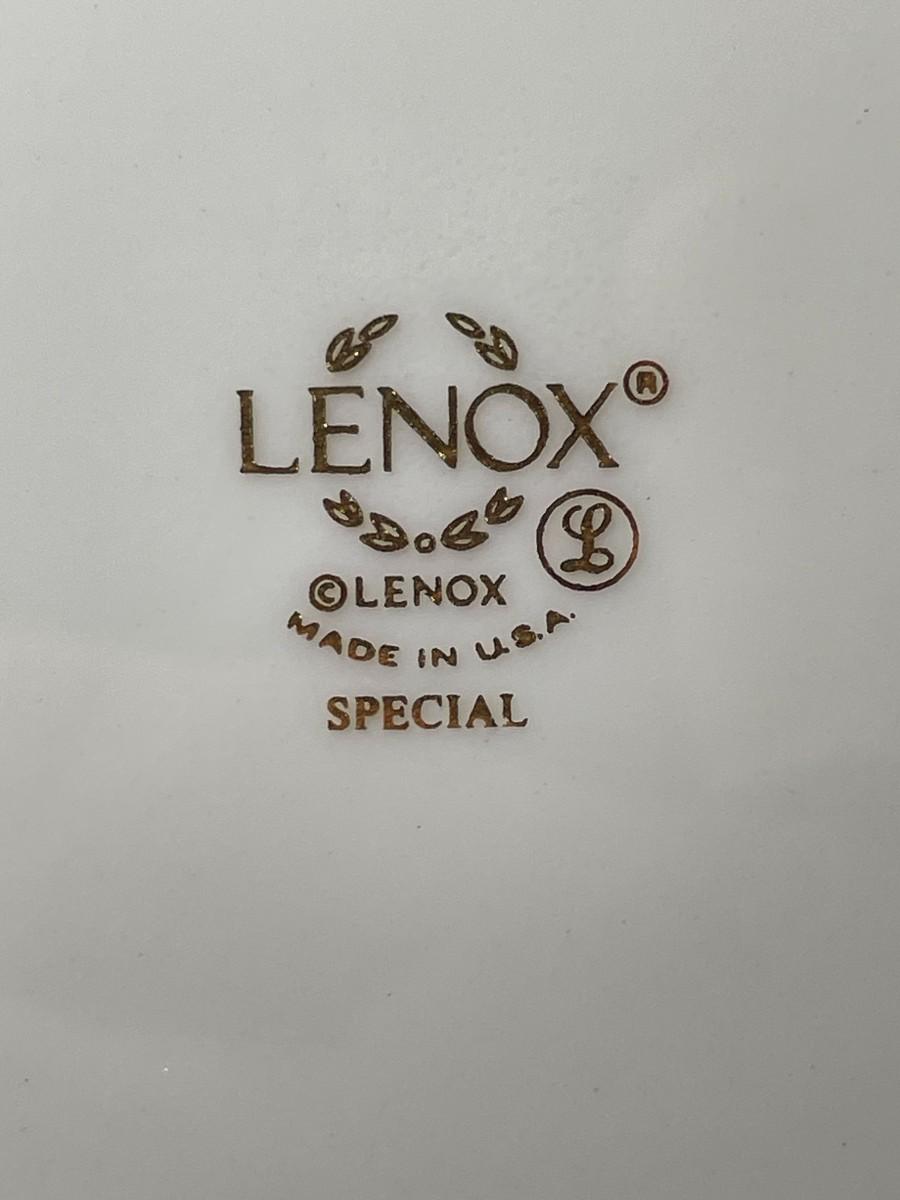 LENOX®
L
©LENOX
MADE IN U.S.A.
SPECIAL